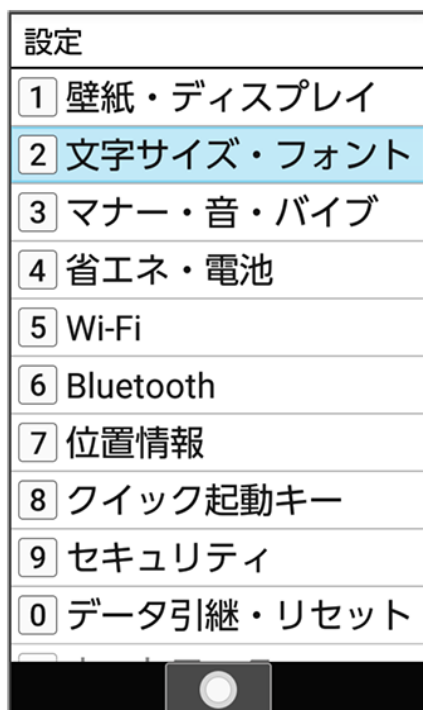 設定
1 壁紙・ディスプレイ
2 文字サイズ・フォント
3 マナー・音・バイブ
4 省エネ・電池
5 Wi-Fi
6 Bluetooth
7 位置情報
8 クイック起動キー
9 セキュリティ
0 データ引継・リセット